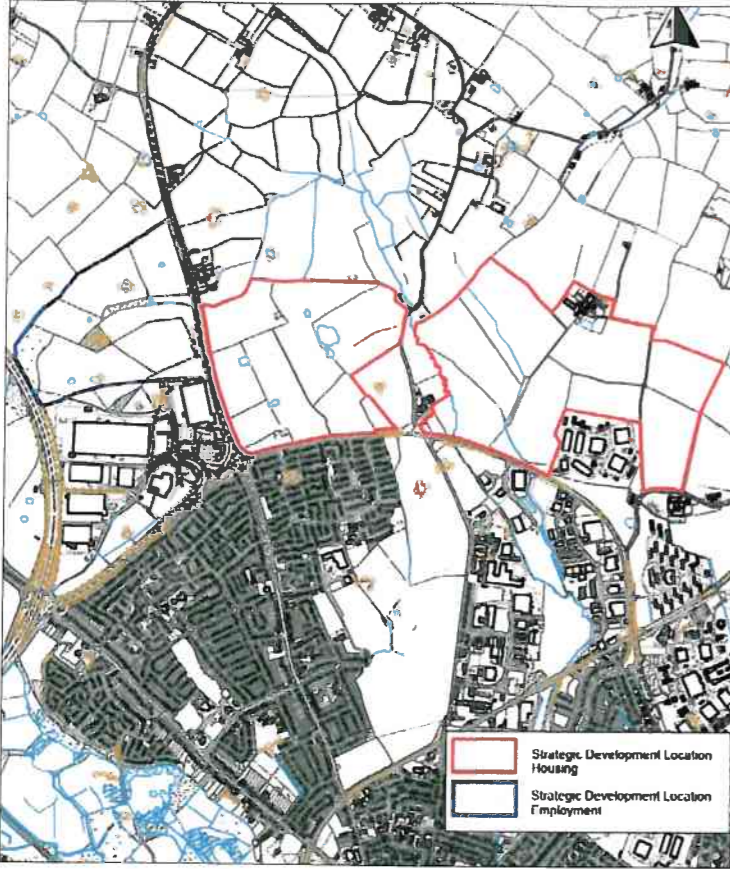 Strategic Development Location
Housing
Strategic Development Location
Employment